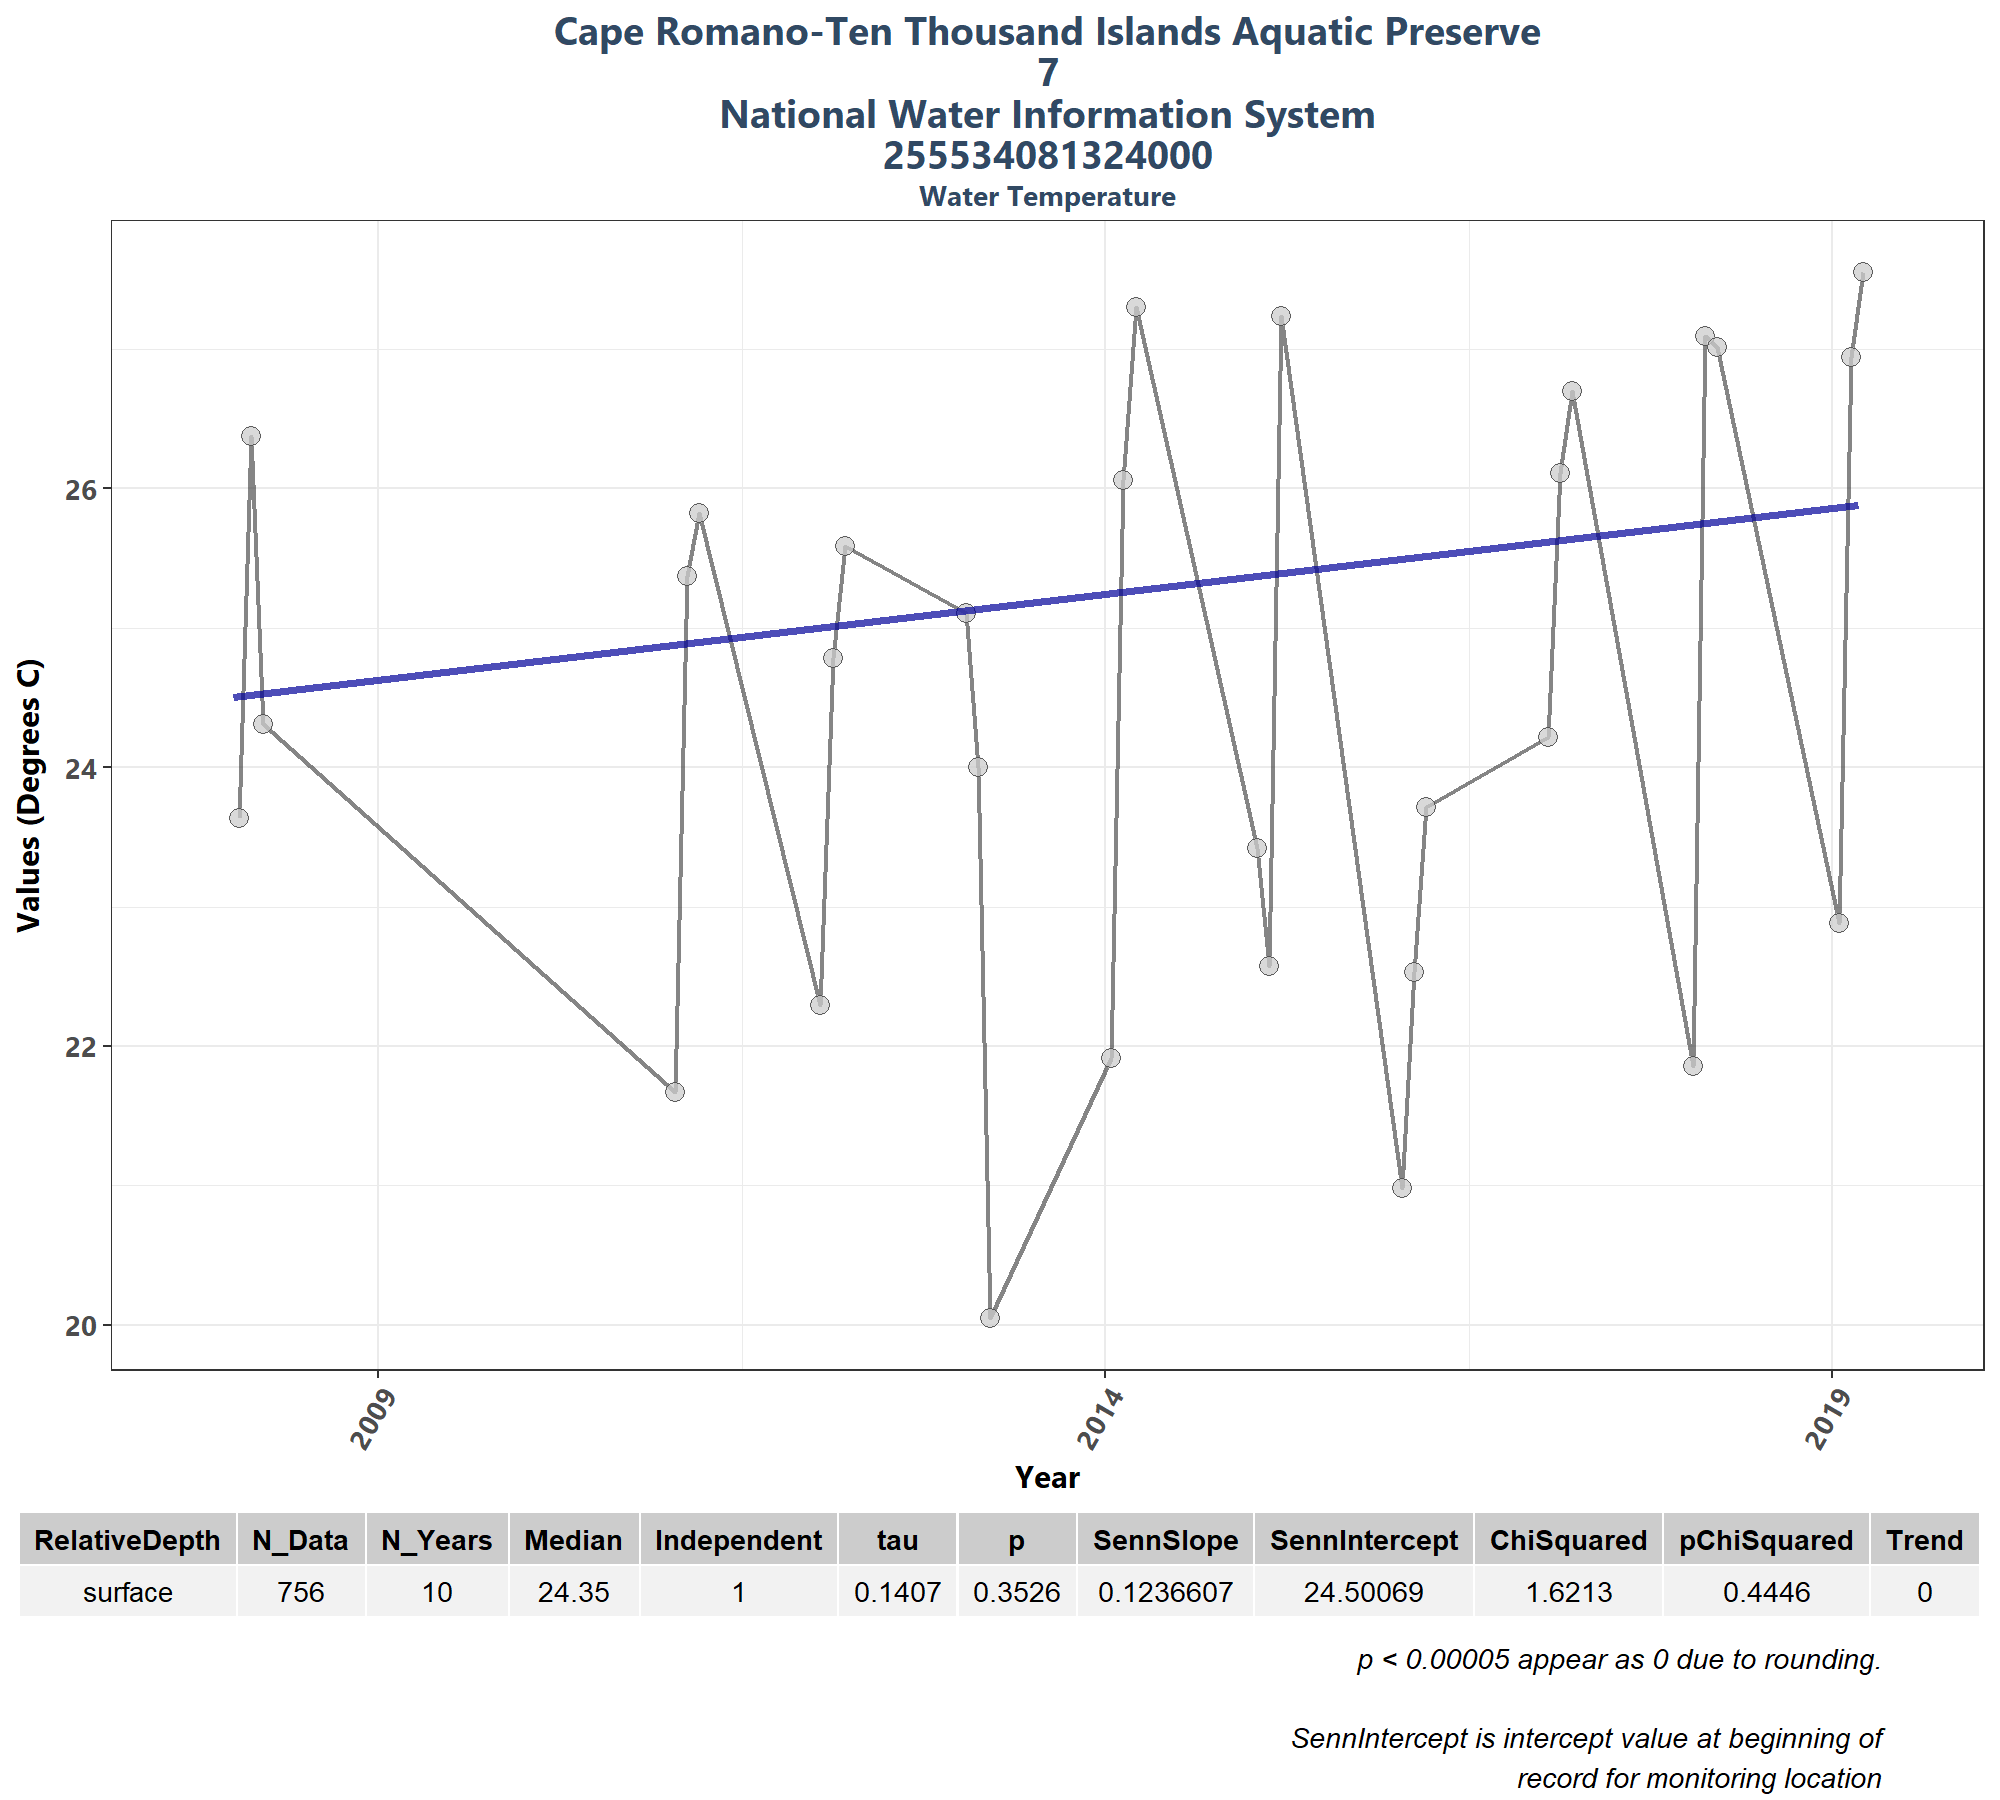 Cape Romano-Ten Thousand Islands Aquatic Preserve
7
National Water Information System
255534081324000
Water Temperature
Values (Degrees C)
26
24
22
20
2009
2014
2019
Year
RelativeDepth N_Data N_Years Median Independent tau p SennSlope SennIntercept ChiSquared pChiSquared Trend
surface 756 10 24.35 1 0.1407 0.3526 0.1236607 24.50069 1.6213 0.4446 0
p < 0.00005 appear as 0 due to rounding.
SennIntercept is intercept value at beginning of
record for monitoring location